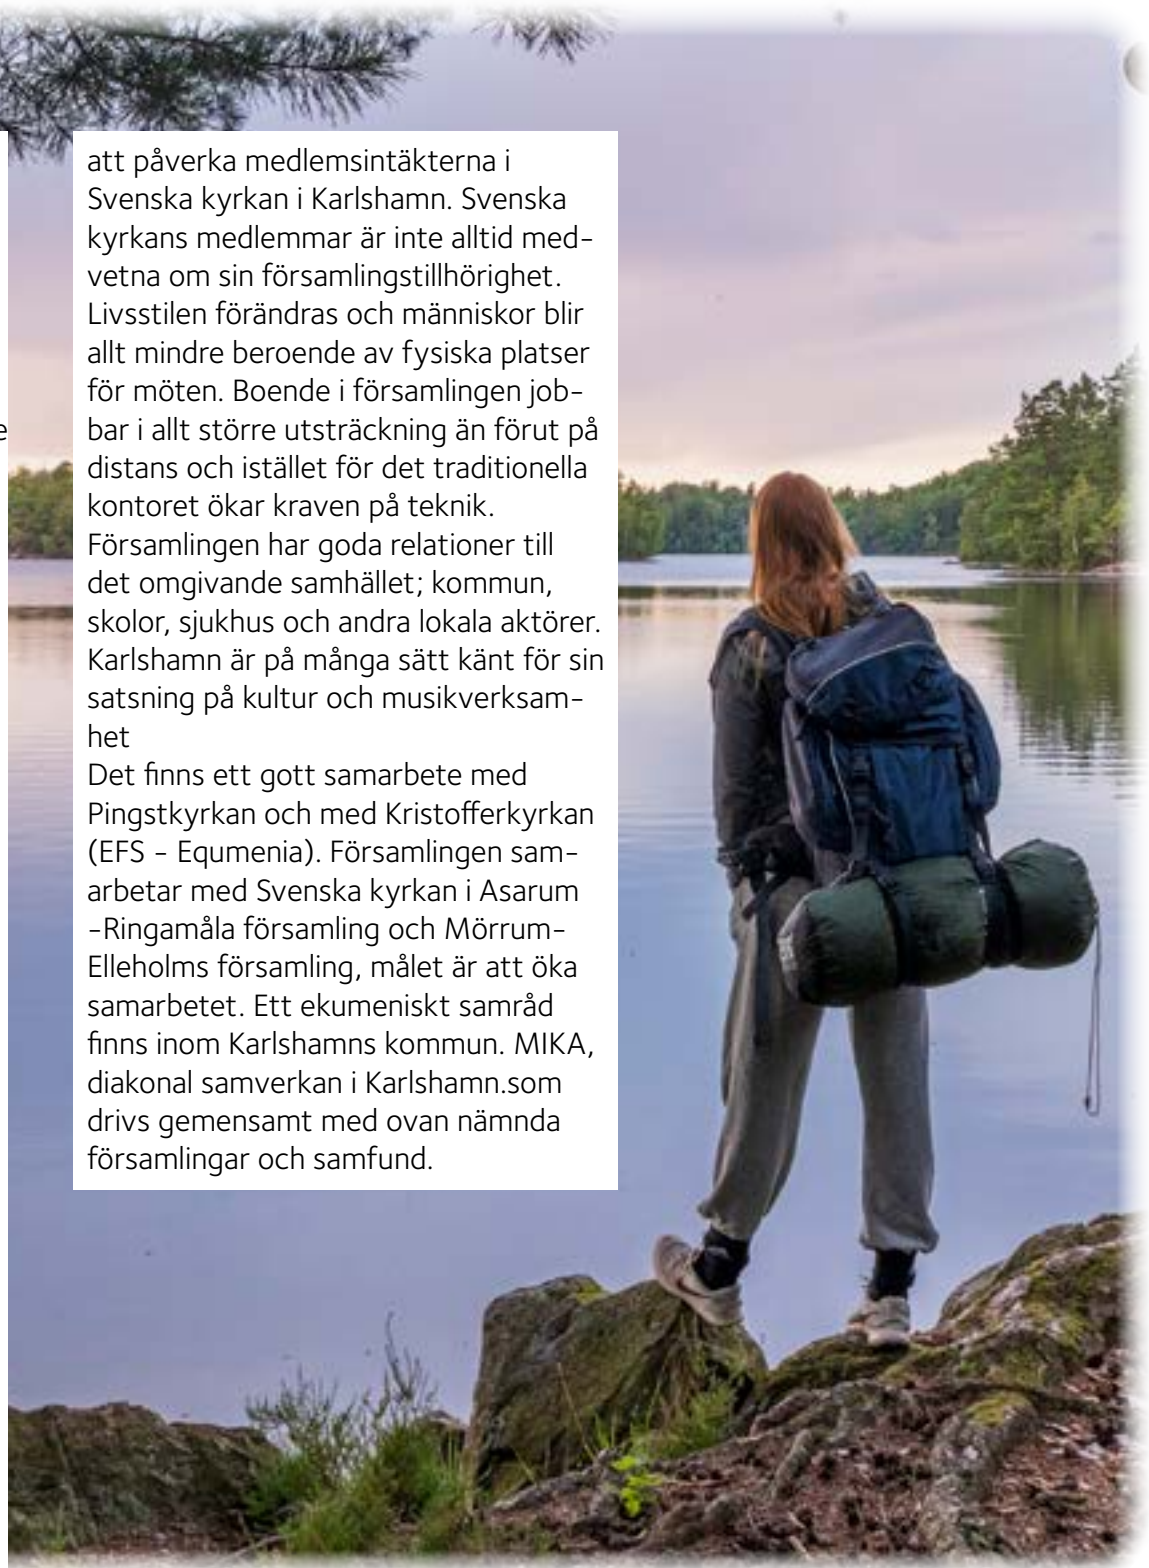 att påverka medlemsintäkterna i
Svenska kyrkan i Karlshamn. Svenska
kyrkans medlemmar är inte alltid med-
vetna om sin församlingstillhörighet.
Livsstilen förändras och människor blir
allt mindre beroende av fysiska platser
för möten. Boende i församlingen job-
bar i allt större utsträckning än förut på
distans och istället för det traditionella
kontoret ökar kraven på teknik.
Församlingen har goda relationer till
det omgivande samhället; kommun,
skolor, sjukhus och andra lokala aktörer.
Karlshamn är på många sätt känt för sin
satsning på kultur och musikverksam-
het
Det finns ett gott samarbete med
Pingstkyrkan och med Kristofferkyrkan
(EFS - Equmenia). Församlingen sam-
arbetar med Svenska kyrkan i Asarum
-Ringamåla församling och Mörrum-
Elleholms församling, målet är att öka
samarbetet. Ett ekumeniskt samråd
finns inom Karlshamns kommun. MIKA,
diakonal samverkan i Karlshamn.som
drivs gemensamt med ovan nämnda
församlingar och samfund.